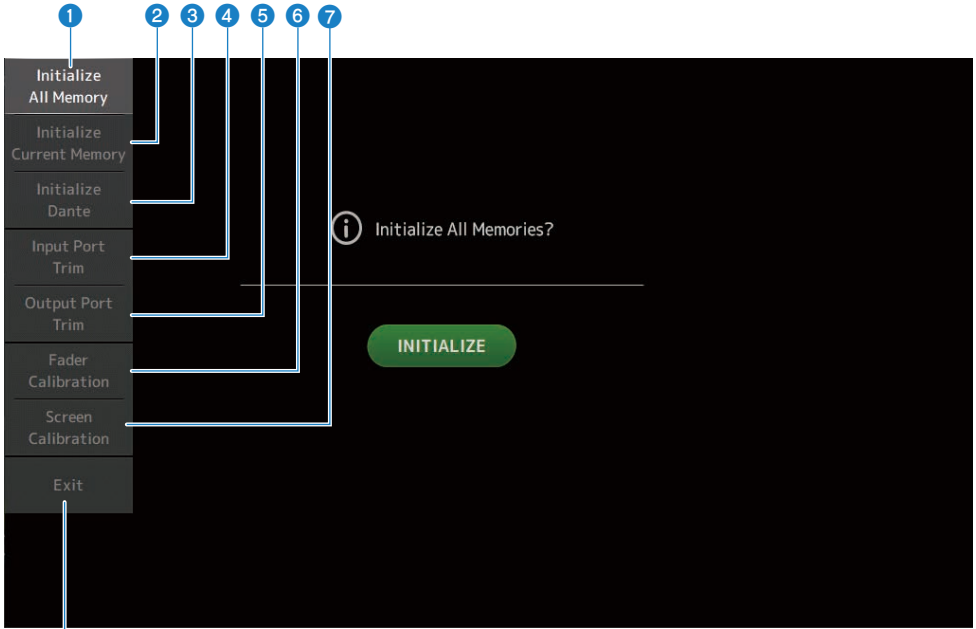 1 2 3 4 5 6 7
Initialize
All Memory
Initialize
Current Memory
Initialize
Dante
Input Port
Trim
Output Port
Trim
Fader
Calibration
Screen
Calibration
Exit
Initialize All Memories?
INITIALIZE